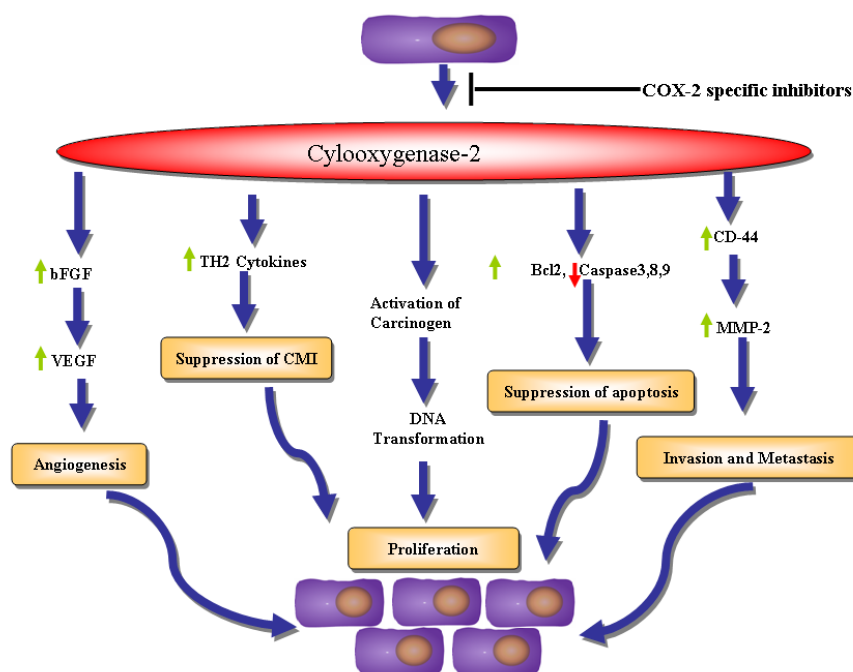 COX-2 specific inhibitors
Cylooxygenase-2
bFGF
VEGF
Angiogenesis
TH2 Cytokines
Suppression of CMI
Activation of
Carcinogen
DNA
Transformation
Proliferation
Bcl2, Caspase3,8,9
Suppression of apoptosis
CD-44
MMP-2
Invasion and Metastasis